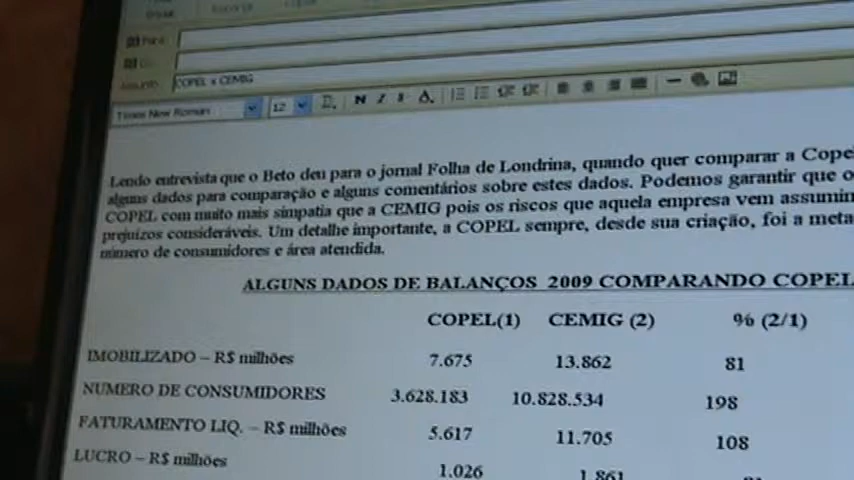 COPEL x CEMIG
Times New Roman 12 N I S A
Lendo entrevista que o Beto deu para o jornal Folha de Londrina, quando quer comparar a Copel
alguns dados para comparação e alguns comentários sobre estes dados. Podemos garantir que o
COPEL com muito mais simpatia que a CEMIG pois os riscos que aquela empresa vem assumin
prejuízos consideráveis. Um detalhe importante, a COPEL sempre, desde sua criação, foi a meta
número de consumidores e área atendida.
ALGUNS DADOS DE BALANÇOS 2009 COMPARANDO COPEL
COPEL(1) CEMIG (2) % (2/1)
IMOBILIZADO – R$ milhões 7.675 13.862 81
NUMERO DE CONSUMIDORES 3.628.183 10.828.534 198
FATURAMENTO LIQ. – R$ milhões 5.617 11.705 108
LUCRO – R$ milhões 1.026 1.861